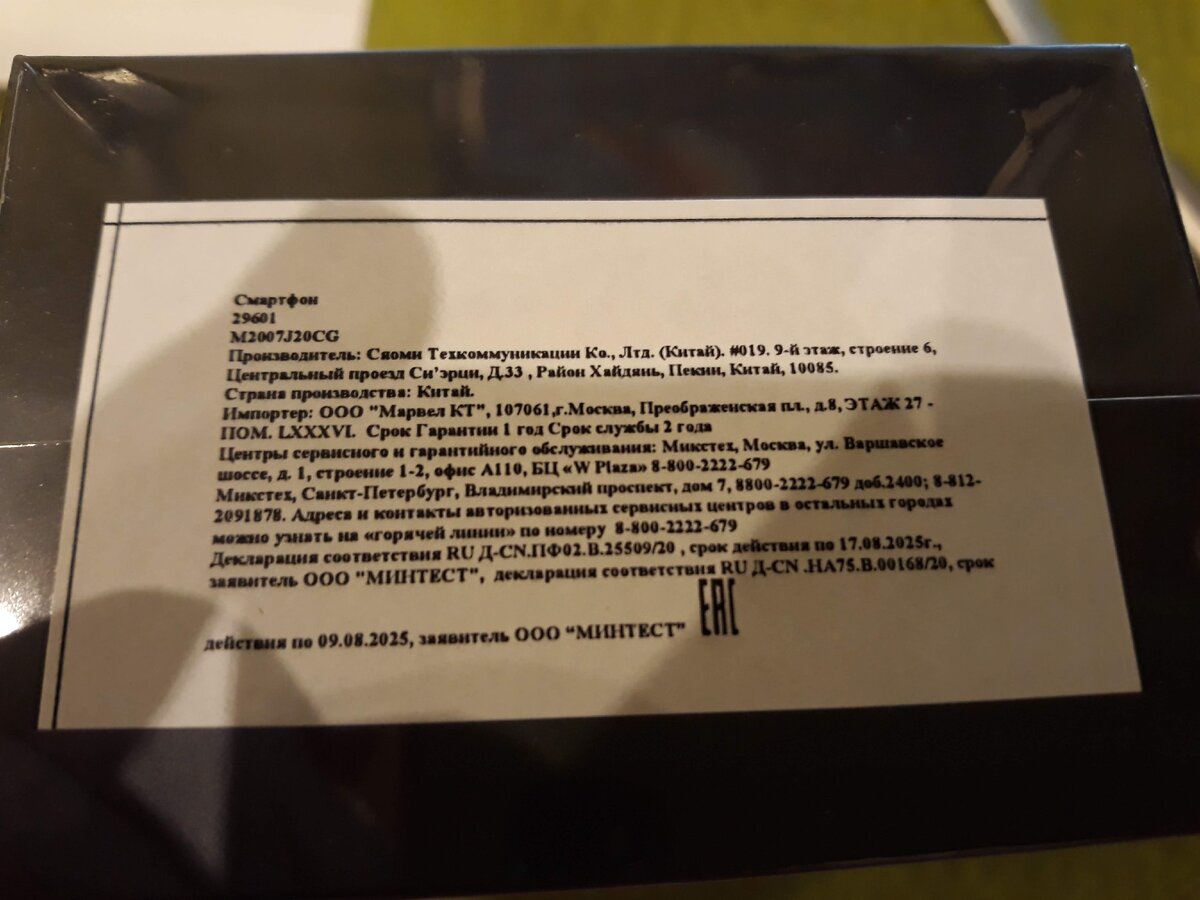 Смартфон
29601
M2007J20CG
Производитель: Сяоми Техкоммуникации Ко., Лтд. (Китай). #019. 9-й этаж, строение 6,
Центральный проезд Си'эрци, Д.33 , Район Хайдянь, Пекин, Китай, 10085.
Страна производства: Китай.
Импортер: ООО "Марвел КТ", 107061,г.Москва, Преображенская пл., д.8, ЭТАЖ 27 -
ПОМ. LXXXVI. Срок Гарантии 1 год Срок службы 2 года
Центры сервисного и гарантийного обслуживания: Микстех, Москва, ул. Варшавское
шоссе, д. 1, строение 1-2, офис А110, БЦ «W Plaza» 8-800-2222-679
Микстех, Санкт-Петербург, Владимирский проспект, дом 7, 8800-2222-679 доб.2400; 8-812-
2091878. Адреса и контакты авторизованных сервисных центров в остальных городах
можно узнать на «горячей линии» по номеру 8-800-2222-679
Декларация соответствия RU Д-CN.ПФ02.В.25509/20 , срок действия по 17.08.2025г.,
заявитель ООО "МИНТЕСТ", декларация соответствия RU Д-CN .НА75.В.00168/20, срок
действия по 09.08.2025, заявитель ООО "МИНТЕСТ" EAC